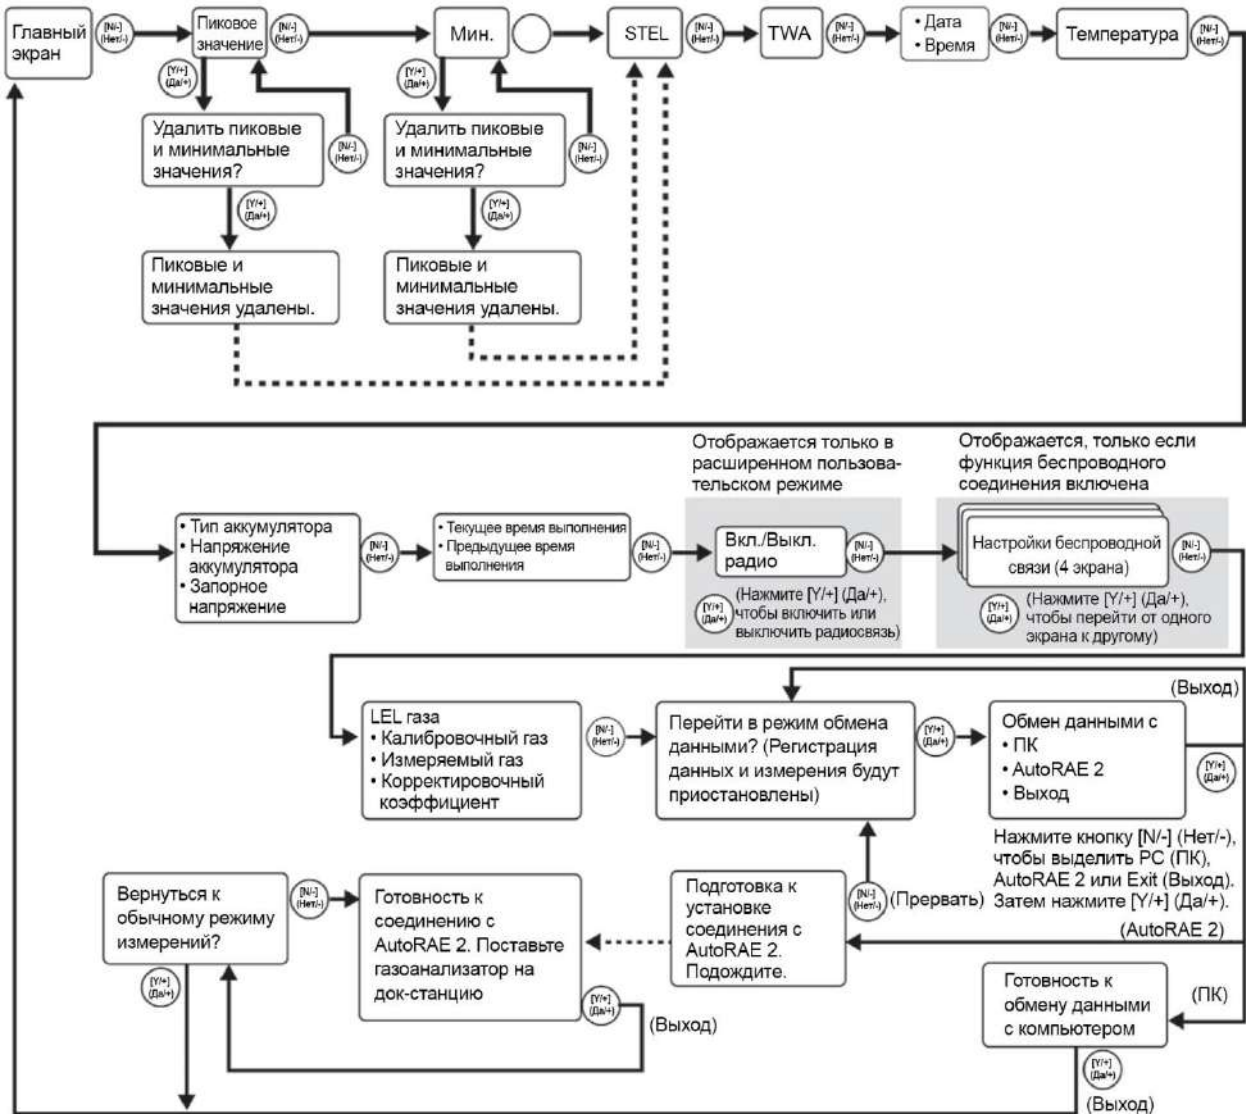 Главный
экран
[N/-]
(Нет/-)
Пиковое
значение
[N/-]
(Нет/-)
Мин.
STEL
[N/-]
(Нет/-)
TWA
[N/-]
(Нет/-)
• Дата
• Время
[N/-]
(Нет/-)
Температура
[N/-]
(Нет/-)
[Y/+]
(Да/+)
[Y/+]
(Да/+)
Удалить пиковые
и минимальные
значения?
[N/-]
(Нет/-)
Удалить пиковые
и минимальные
значения?
[N/-]
(Нет/-)
[Y/+]
(Да/+)
[Y/+]
(Да/+)
Пиковые и
минимальные
значения удалены.
Пиковые и
минимальные
значения удалены.
Отображается только в
расширенном пользова-
тельском режиме
Отображается, только если
функция беспроводного
соединения включена
• Тип аккумулятора
• Напряжение
аккумулятора
• Запорное
напряжение
[N/-]
(Нет/-)
• Текущее время выполнения
• Предыдущее время
выполнения
[N/-]
(Нет/-)
Вкл./Выкл.
радио
[N/-]
(Нет/-)
[Y/+]
(Да/+)
(Нажмите [Y/+] (Да/+),
чтобы включить или
выключить радиосвязь)
Настройки беспроводной
связи (4 экрана)
[N/-]
(Нет/-)
[Y/+]
(Да/+)
(Нажмите [Y/+] (Да/+),
чтобы перейти от одного
экрана к другому)
LEL газа
• Калибровочный газ
• Измеряемый газ
• Корректировочный
коэффициент
[N/-]
(Нет/-)
Перейти в режим обмена
данными? (Регистрация
данных и измерения будут
приостановлены)
[Y/+]
(Да/+)
(Выход)
Обмен данными с
• ПК
• AutoRAE 2
• Выход
[Y/+]
(Да/+)
Нажмите кнопку [N/-] (Нет/-),
чтобы выделить PC (ПК),
AutoRAE 2 или Exit (Выход).
Затем нажмите [Y/+] (Да/+).
(AutoRAE 2)
Вернуться к
обычному режиму
измерений?
[N/-]
(Нет/-)
Готовность к
соединению с
AutoRAE 2. Поставьте
газоанализатор на
док-станцию
Подготовка к
установке
соединения с
AutoRAE 2.
Подождите.
[N/-]
(Нет/-)
(Прервать)
[Y/+]
(Да/+)
[Y/+]
(Да/+)
(Выход)
Готовность к
обмену данными
с компьютером
(ПК)
[Y/+]
(Да/+)
(Выход)